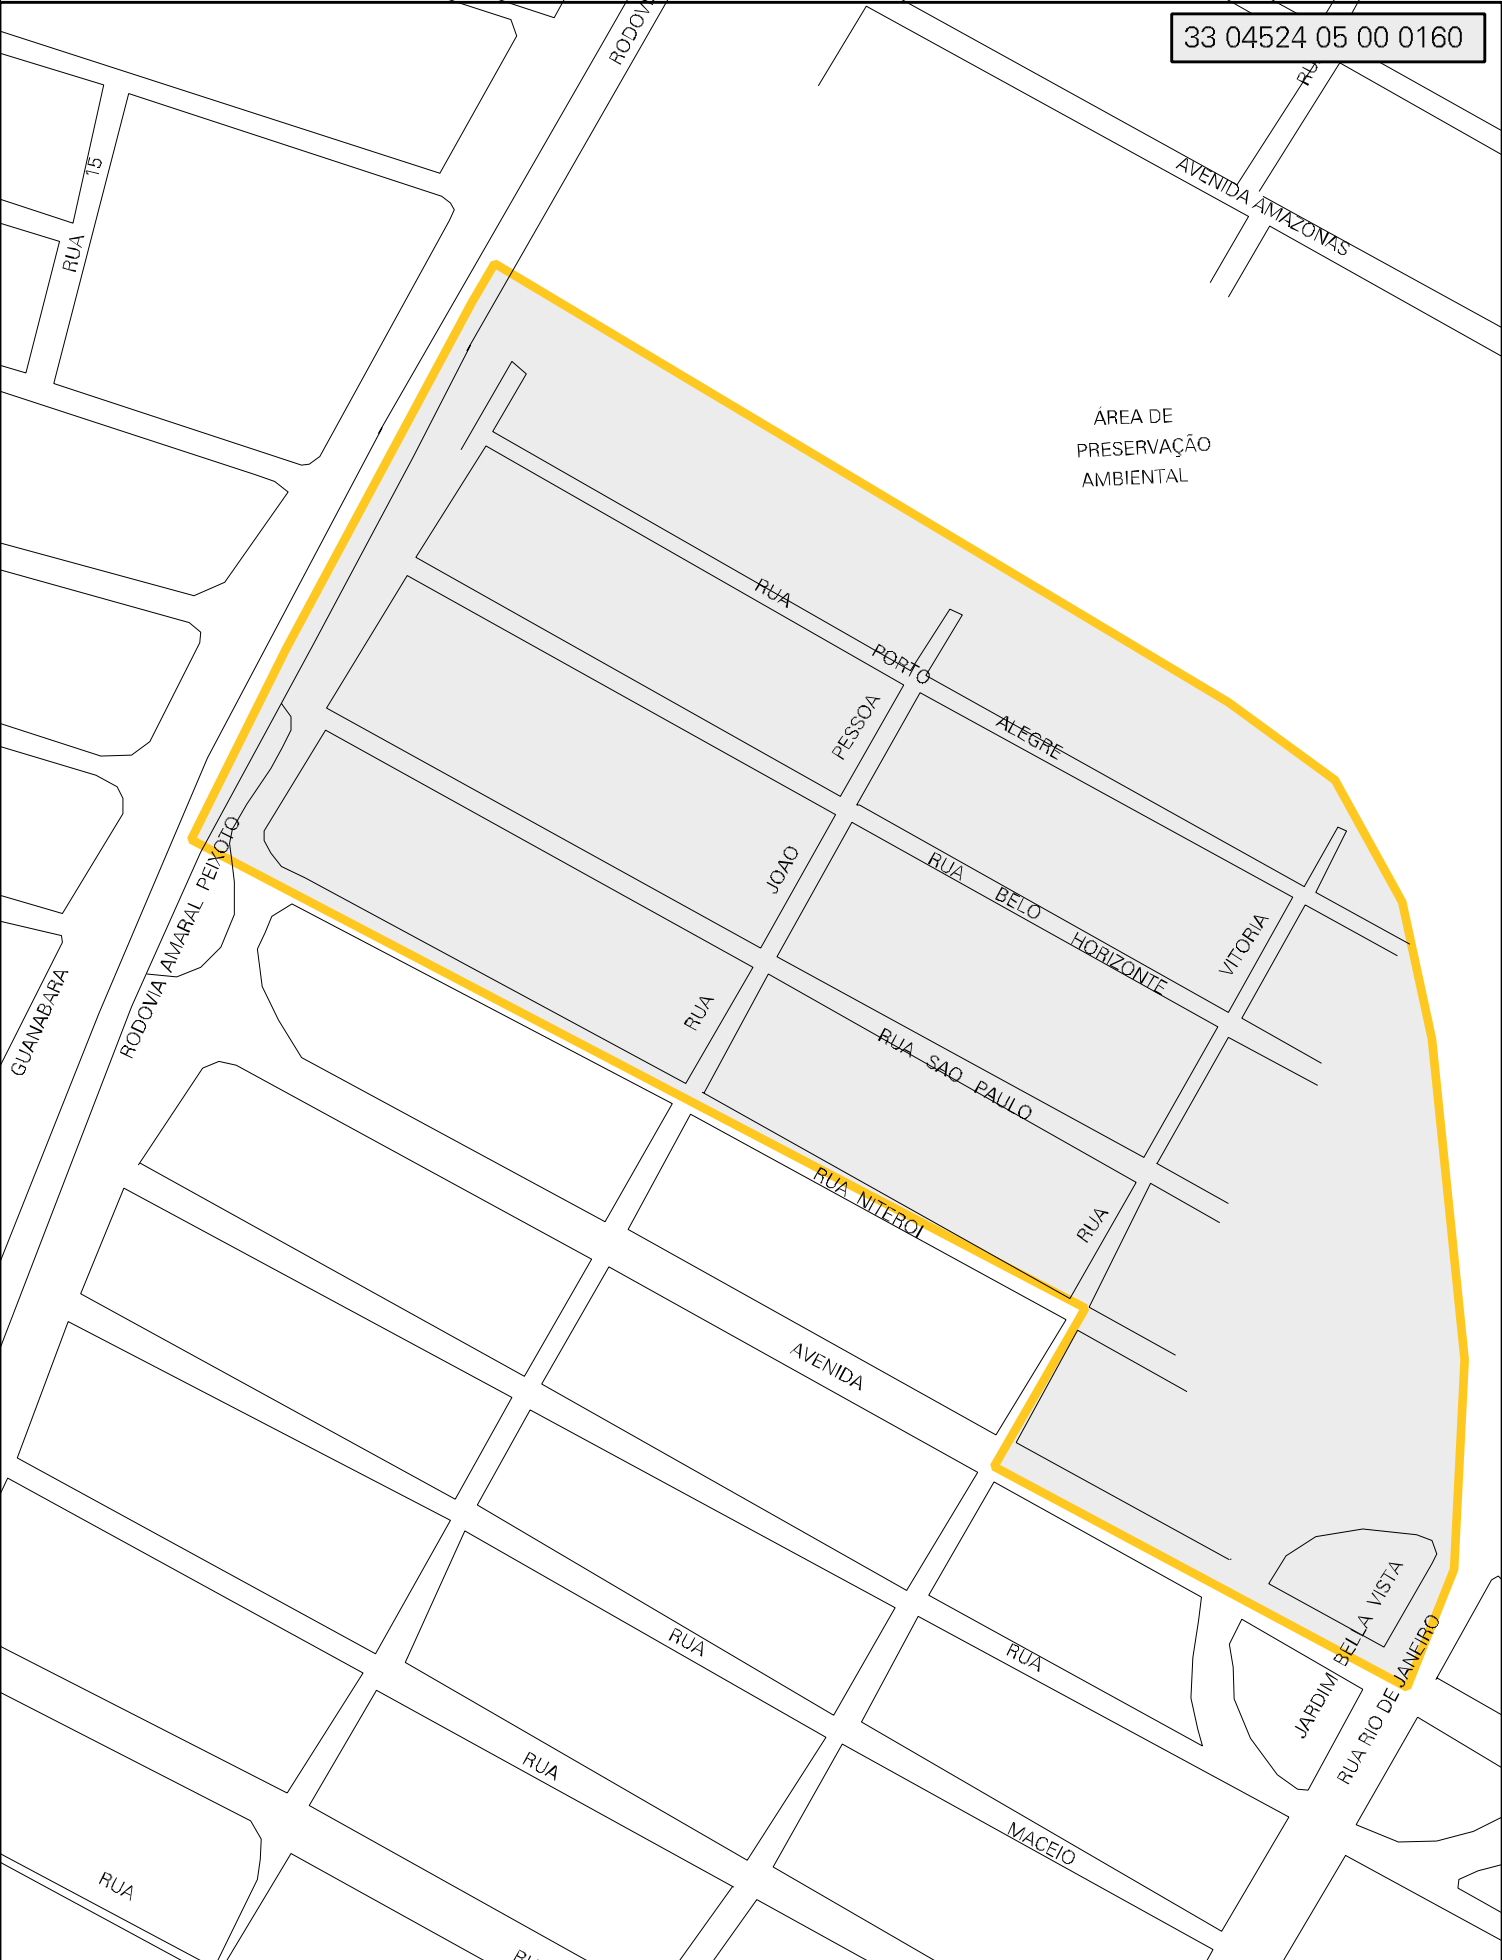 33 04524 05 00 0160
AVENIDA AMAZONAS
RUA 15
ÁREA DE
PRESERVAÇÃO
AMBIENTAL
RUA PORTO ALEGRE
RUA JOAO PESSOA
RUA BELO HORIZONTE
RUA VITORIA
RUA SAO PAULO
RODOVIA AMARAL PEIXOTO
GUANABARA
RUA NITEROI
AVENIDA
JARDIM BELLA VISTA
RUA RIO DE JANEIRO
RUA
RUA
RUA
MACEIO
RUA